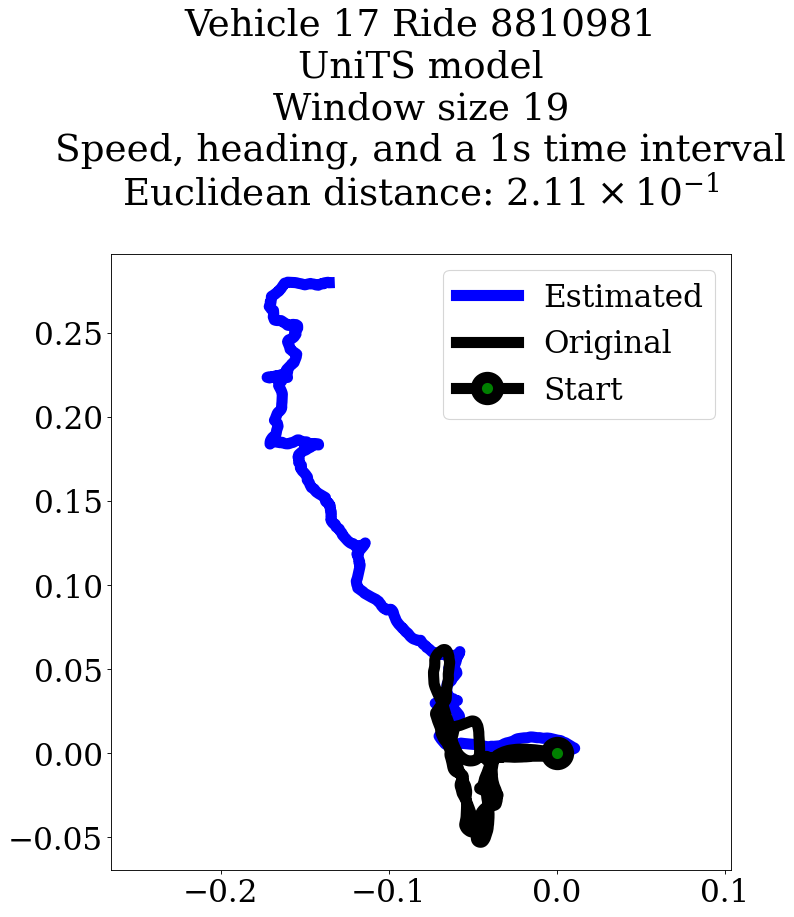 Vehicle 17 Ride 8810981
UniTS model
Window size 19
Speed, heading, and a 1s time interval
Euclidean distance: 2.11 × 10⁻¹
Estimated
Original
Start
0.25
0.20
0.15
0.10
0.05
0.00
−0.05
−0.2
−0.1
0.0
0.1